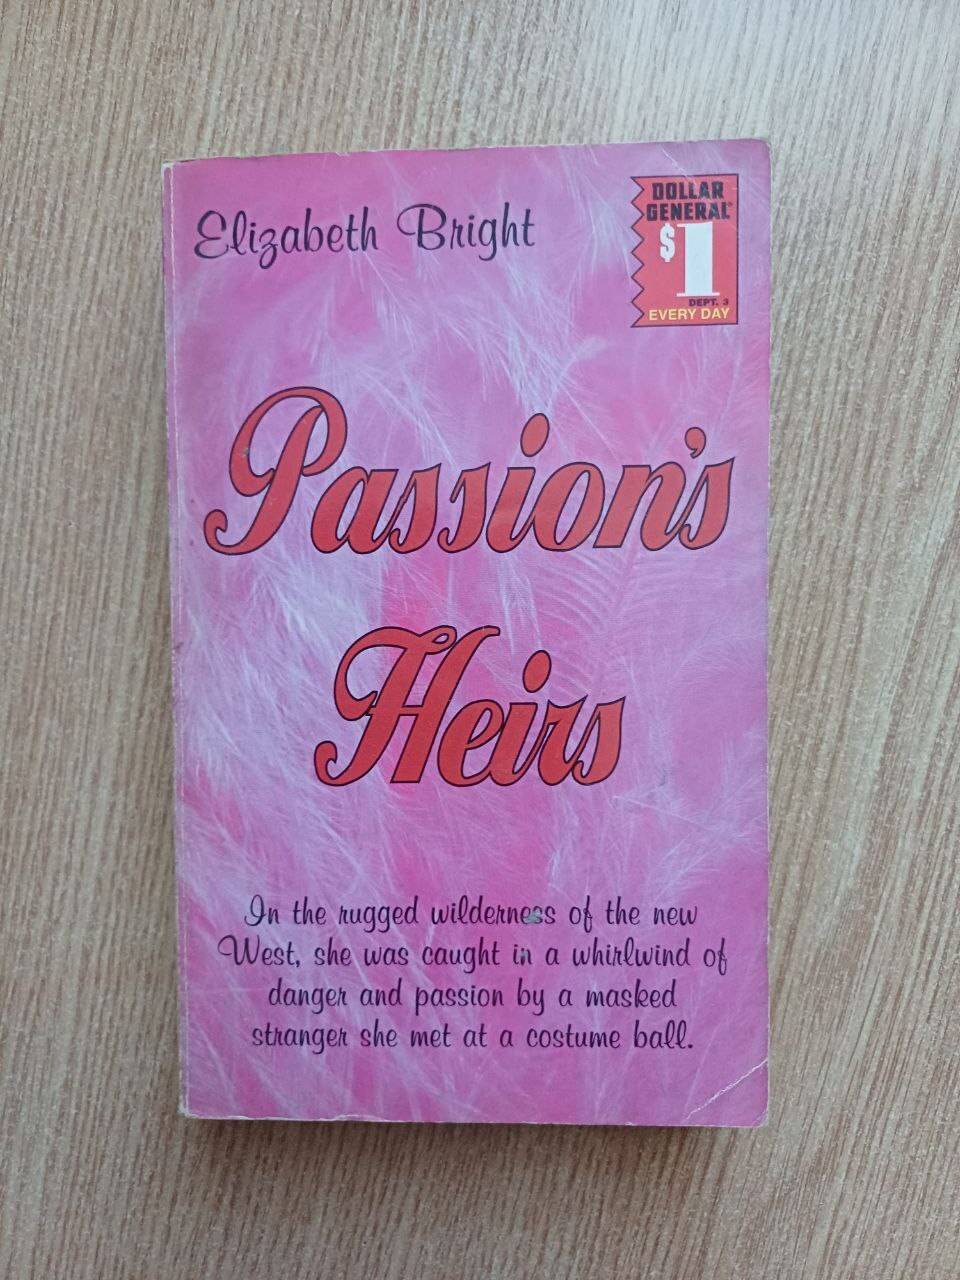 Elizabeth Bright
DOLLAR
GENERAL®
$1
DEPT. 3
EVERY DAY
Passion's
Heirs
In the rugged wilderness of the new
West, she was caught in a whirlwind of
danger and passion by a masked
stranger she met at a costume ball.